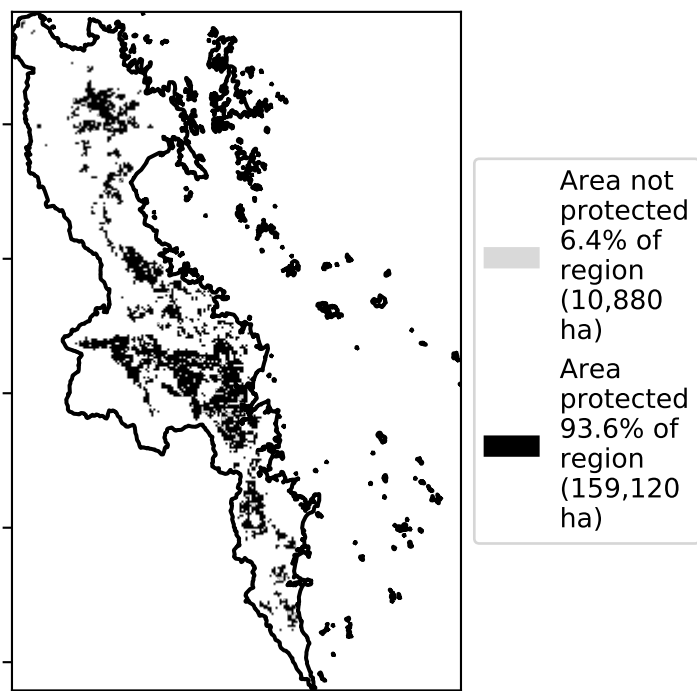 Area not
protected
6.4% of
region
(10,880
ha)
Area
protected
93.6% of
region
(159,120
ha)